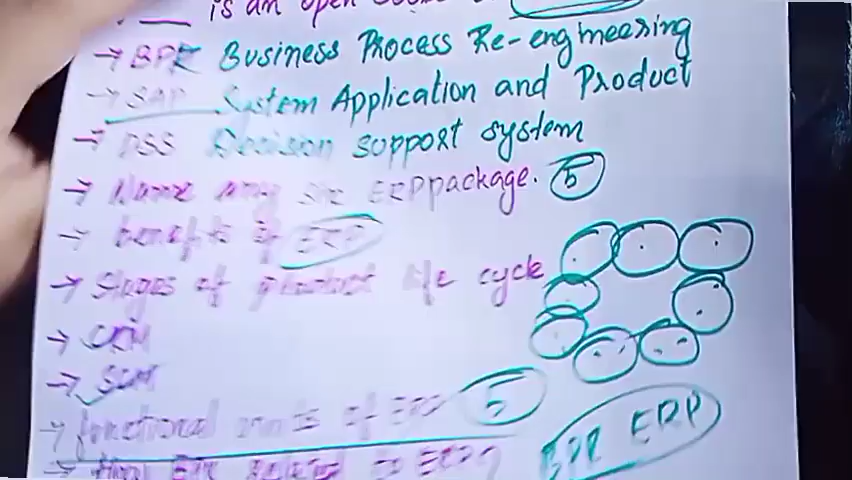 is an open
→ BPR Business Process Re-engineering
→ SAP System Application and Product
→ DSS Decision support system
→ Name any six ERP package. 5
→ benefits of ERP
→ Stages of product life cycle
→ CRM
→ SCM
→ functional units of ERP 5
→ How BPR related to ERP?
BPR ERP